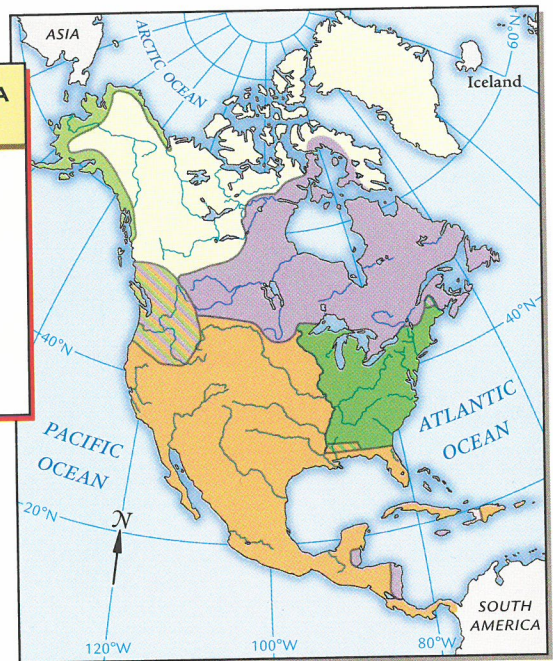 ASIA
ARCTIC OCEAN
60°N
A
Iceland
40°N
40°N
ATLANTIC
OCEAN
PACIFIC
OCEAN
20°N
N
SOUTH
AMERICA
120°W
100°W
80°W